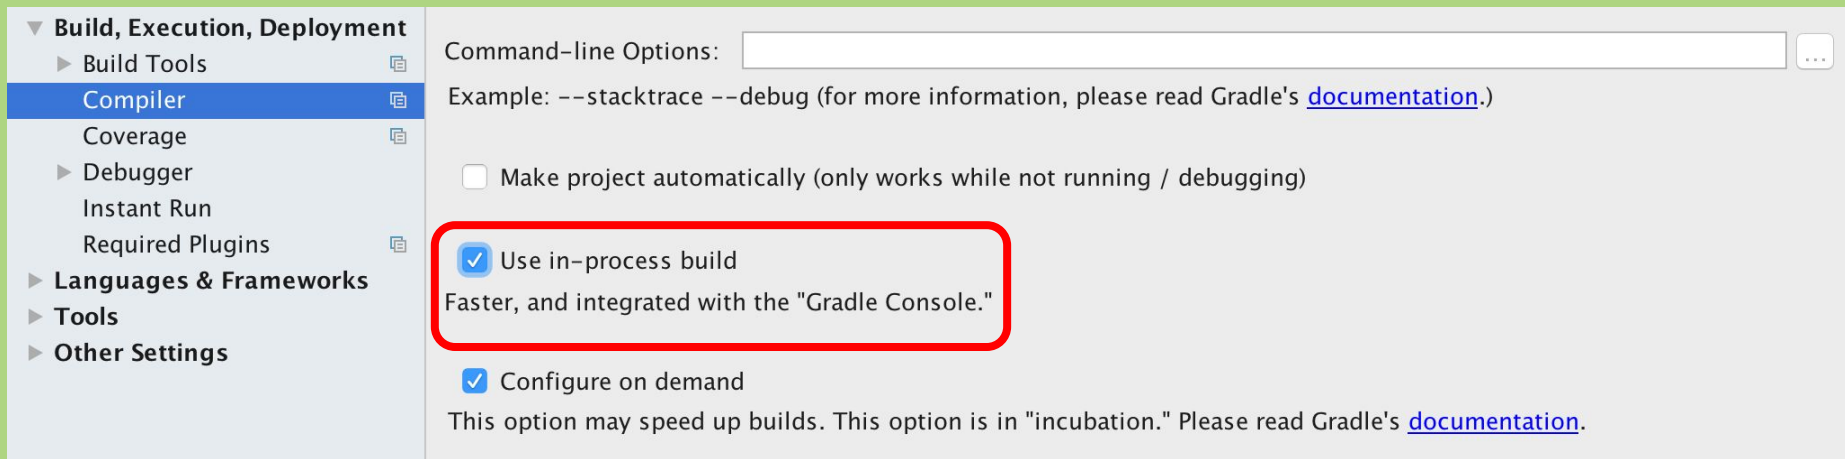 Build, Execution, Deployment
Build Tools
Compiler
Coverage
Debugger
Instant Run
Required Plugins
Languages & Frameworks
Tools
Other Settings
Command-line Options:
...
Example: --stacktrace --debug (for more information, please read Gradle's documentation.)
Make project automatically (only works while not running / debugging)
Use in-process build
Faster, and integrated with the "Gradle Console."
Configure on demand
This option may speed up builds. This option is in "incubation." Please read Gradle's documentation.